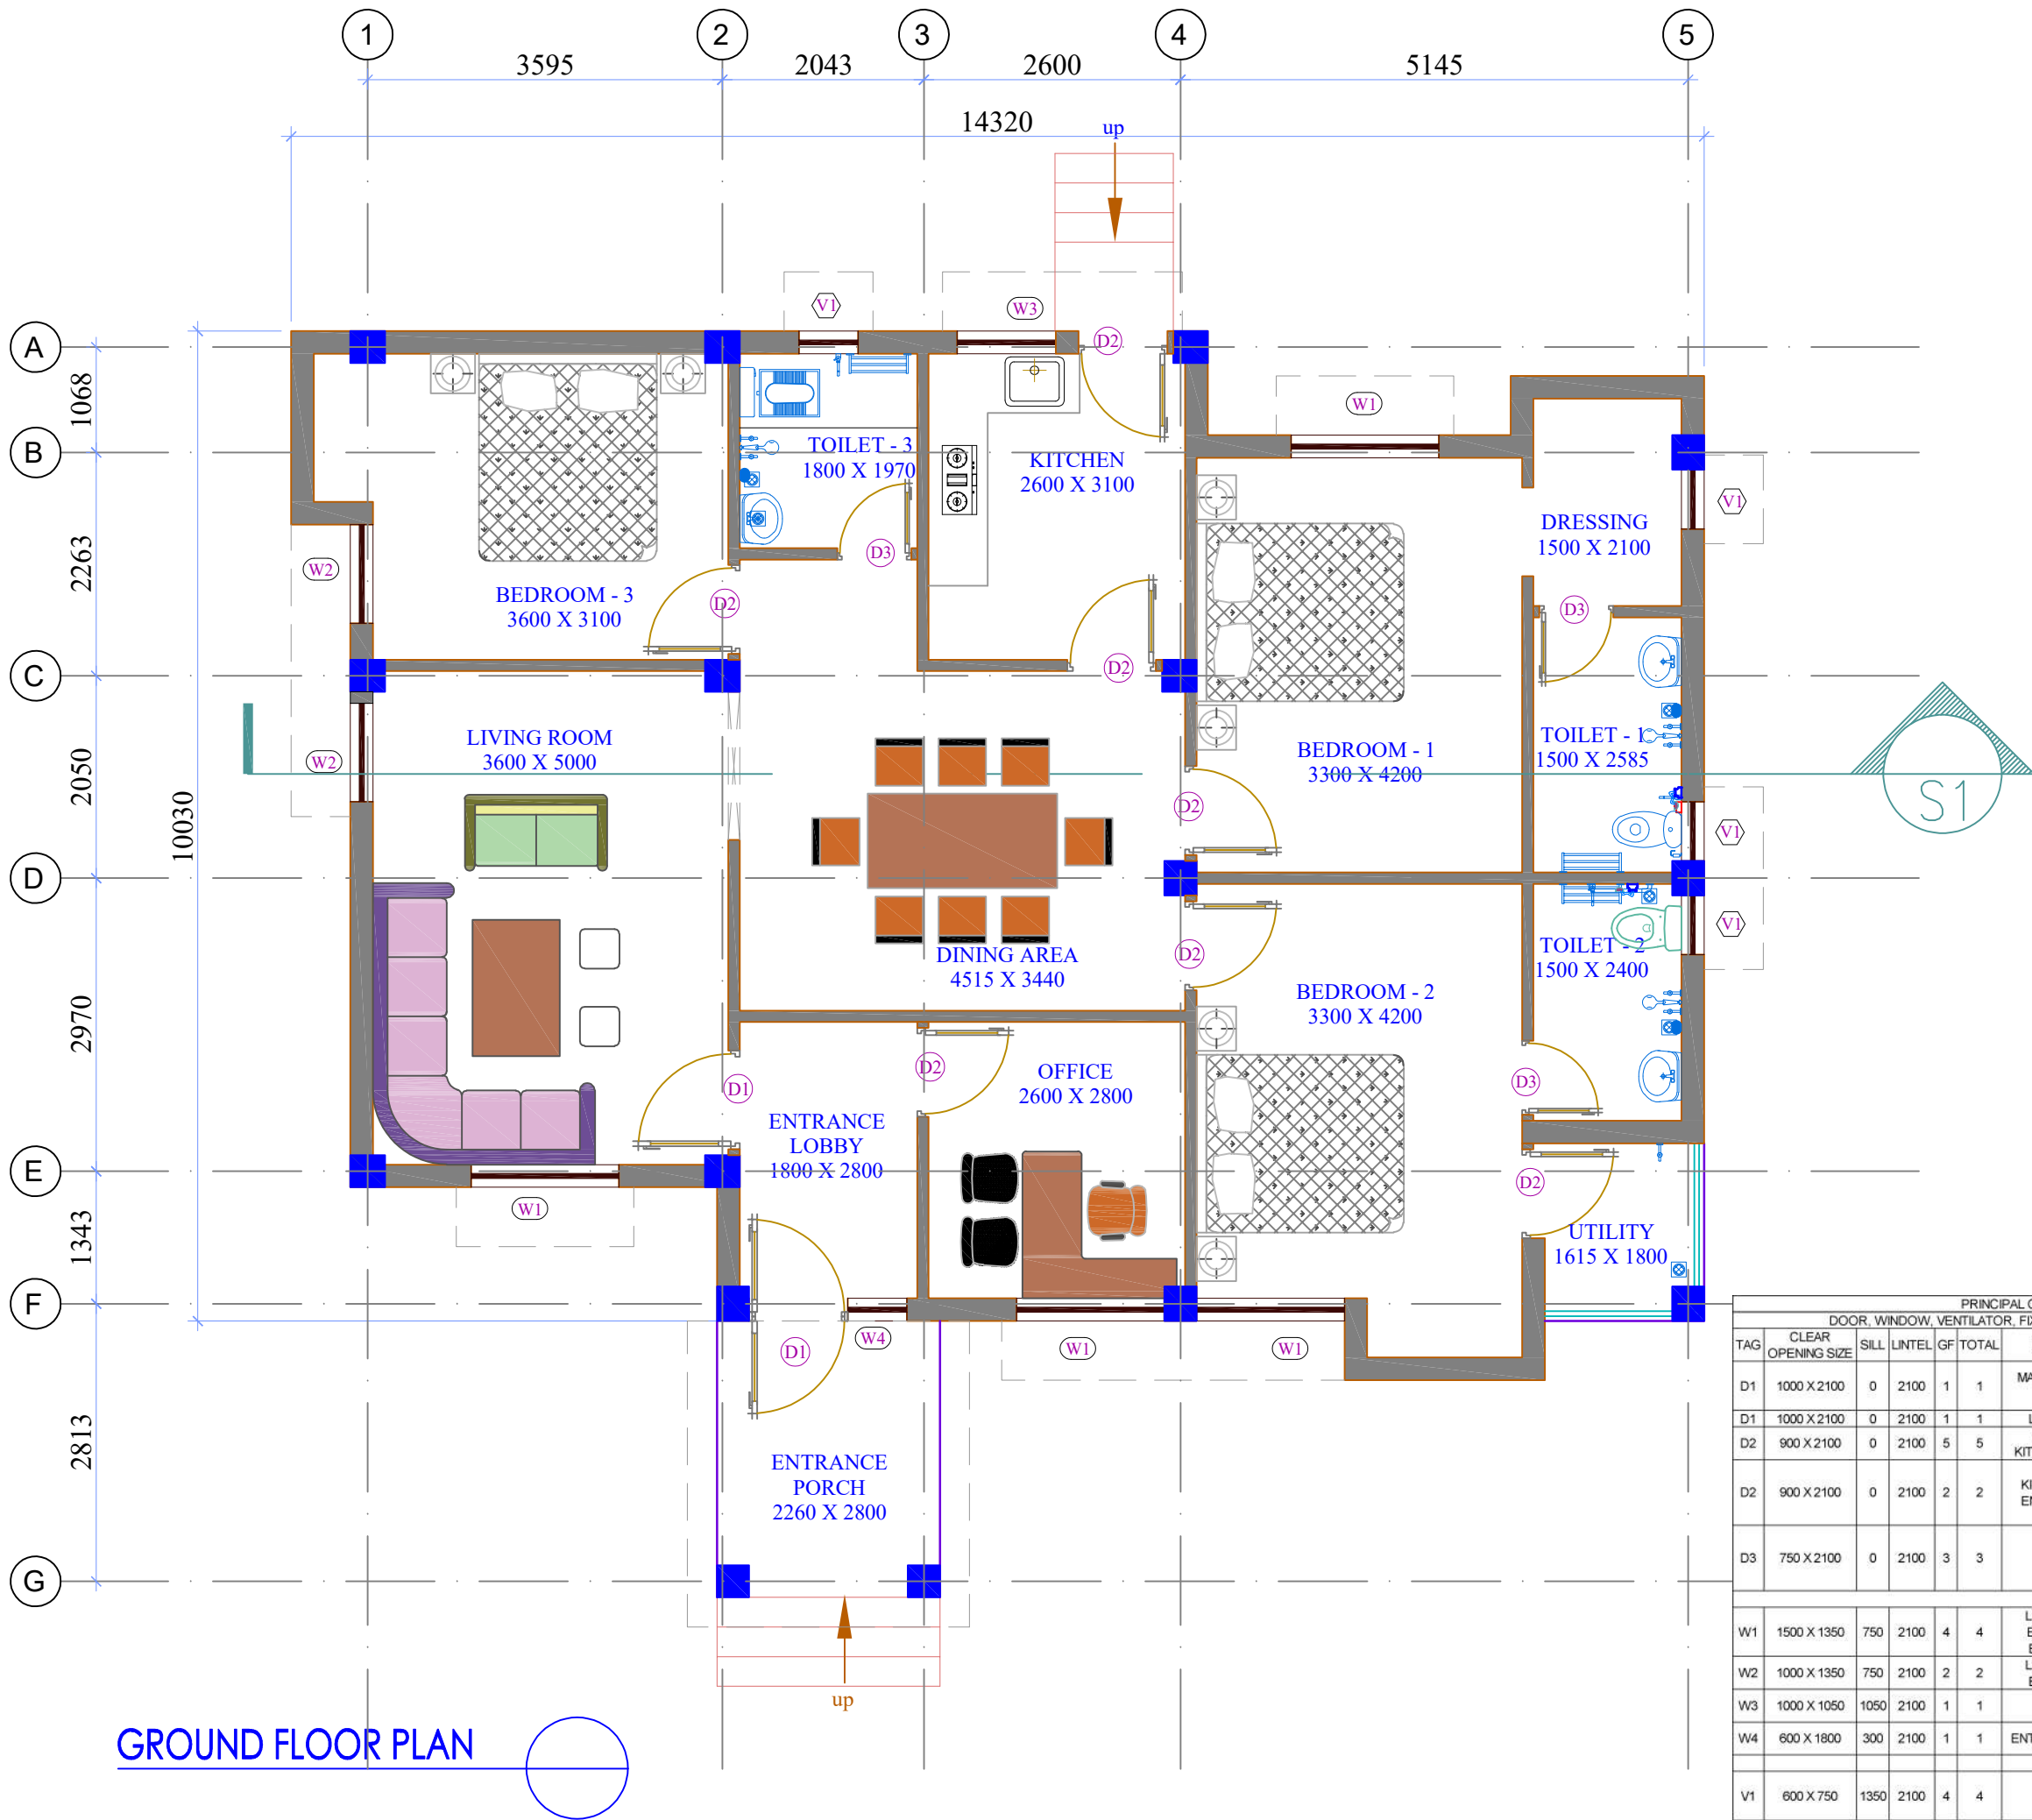 1 2 3 4 5
3595 2043 2600 5145
14320
up
V1 W3 D2
A
1068
W1
B
TOILET - 3
1800 X 1970
KITCHEN
2600 X 3100
V1
DRESSING
1500 X 2100
2263
W2
D3
BEDROOM - 3
3600 X 3100
D2
D3
C
D2
LIVING ROOM
3600 X 5000
TOILET - 1
1500 X 2585
BEDROOM - 1
3300 X 4200
W2
2050
10030
D2
S1
V1
D
V1
TOILET - 2
1500 X 2400
DINING AREA
4515 X 3440
D2
BEDROOM - 2
3300 X 4200
2970
D2
OFFICE
2600 X 2800
D1
D3
ENTRANCE
LOBBY
1800 X 2800
E
D2
W1
1343
UTILITY
1615 X 1800
F
D1
W4
W1
W1
2813
ENTRANCE
PORCH
2260 X 2800
G
up
GROUND FLOOR PLAN
PRINCIPAL
DOOR, WINDOW, VENTILATOR,
TAG CLEAR OPENING SIZE SILL LINTEL GF TOTAL
D1 1000 X 2100 0 2100 1 1
D1 1000 X 2100 0 2100 1 1
D2 900 X 2100 0 2100 5 5
D2 900 X 2100 0 2100 2 2
D3 750 X 2100 0 2100 3 3
W1 1500 X 1350 750 2100 4 4
W2 1000 X 1350 750 2100 2 2
W3 1000 X 1050 1050 2100 1 1
W4 600 X 1800 300 2100 1 1
V1 600 X 750 1350 2100 4 4